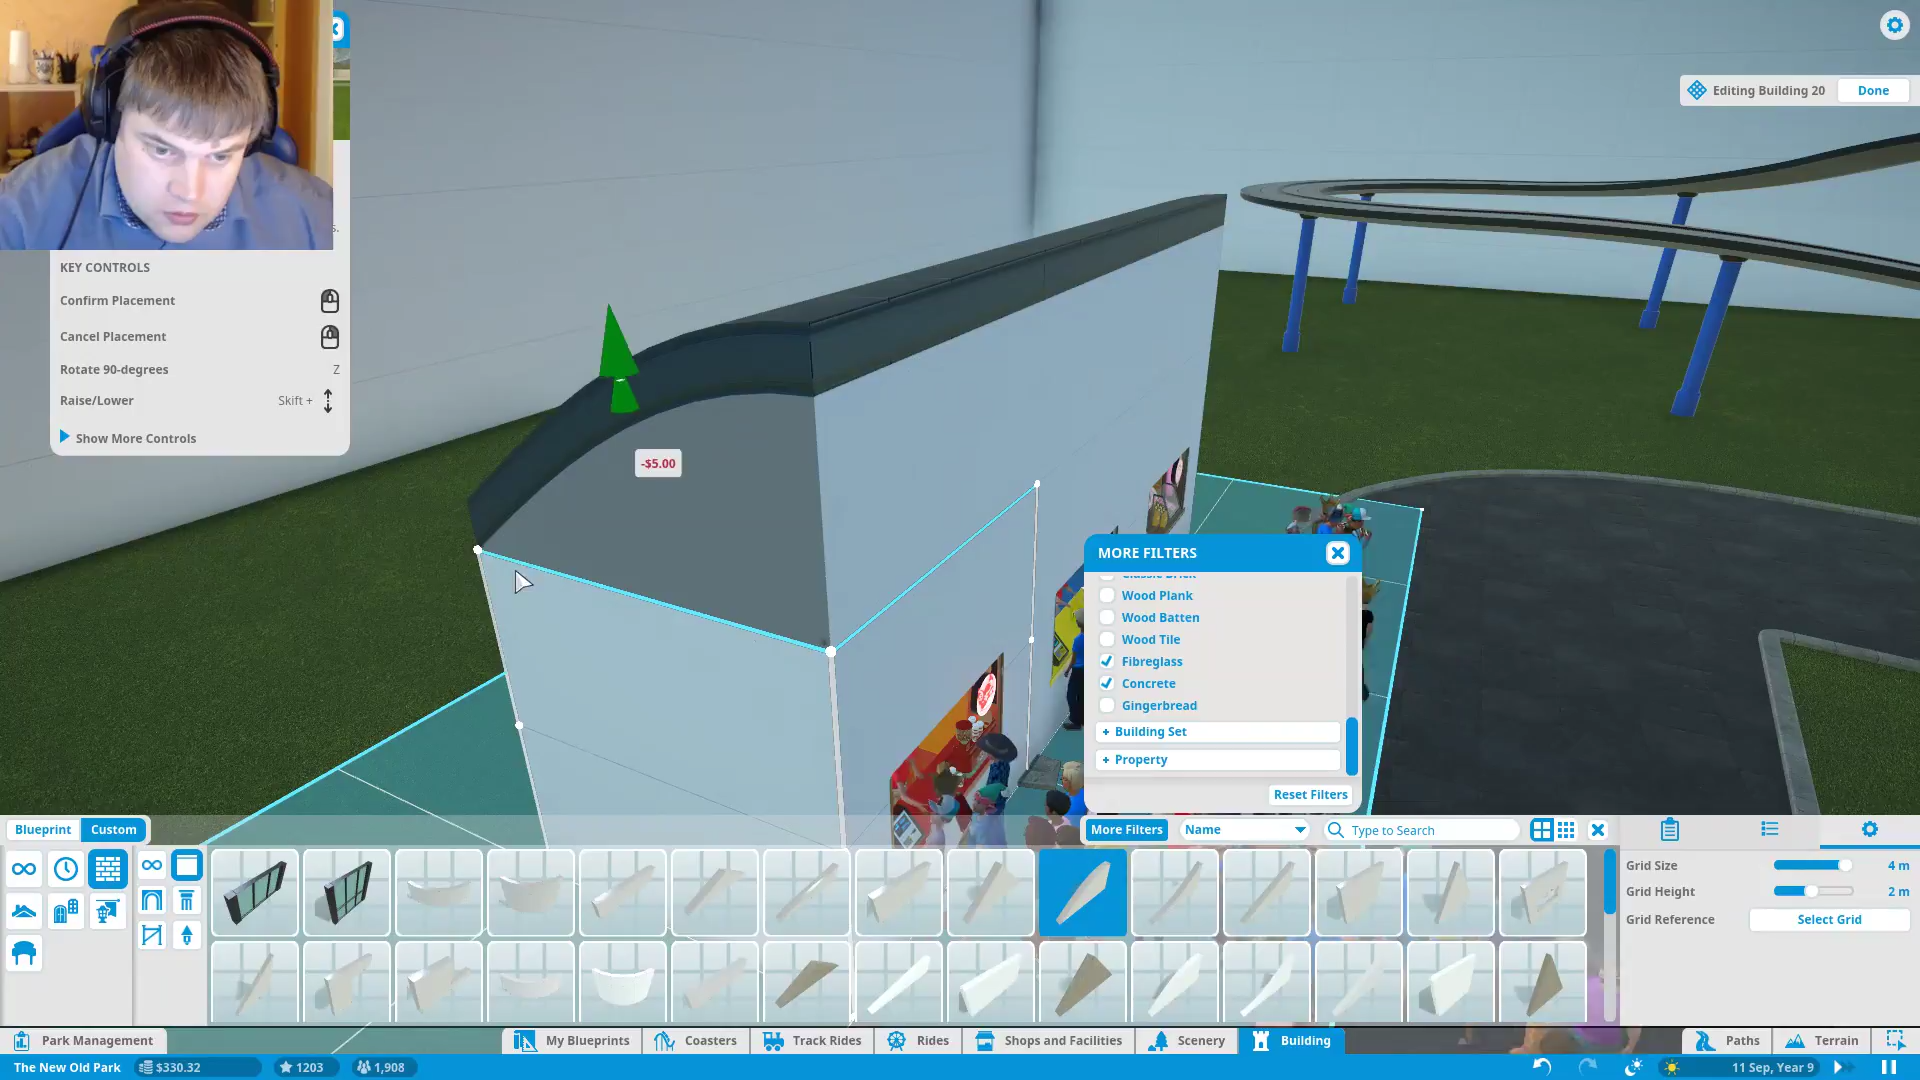 Editing Building 20
Done
s.
KEY CONTROLS
Confirm Placement
Cancel Placement
Rotate 90-degrees Z
Raise/Lower Skift +
Show More Controls
-$5.00
MORE FILTERS
Classic Brick
Wood Plank
Wood Batten
Wood Tile
Fibreglass
Concrete
Gingerbread
+ Building Set
+ Property
Reset Filters
Blueprint Custom
More Filters Name Type to Search
Grid Size 4 m
Grid Height 2 m
Grid Reference Select Grid
Park Management My Blueprints Coasters Track Rides Rides Shops and Facilities Scenery Building Paths Terrain
The New Old Park $330.32 1203 1,908 11 Sep, Year 9